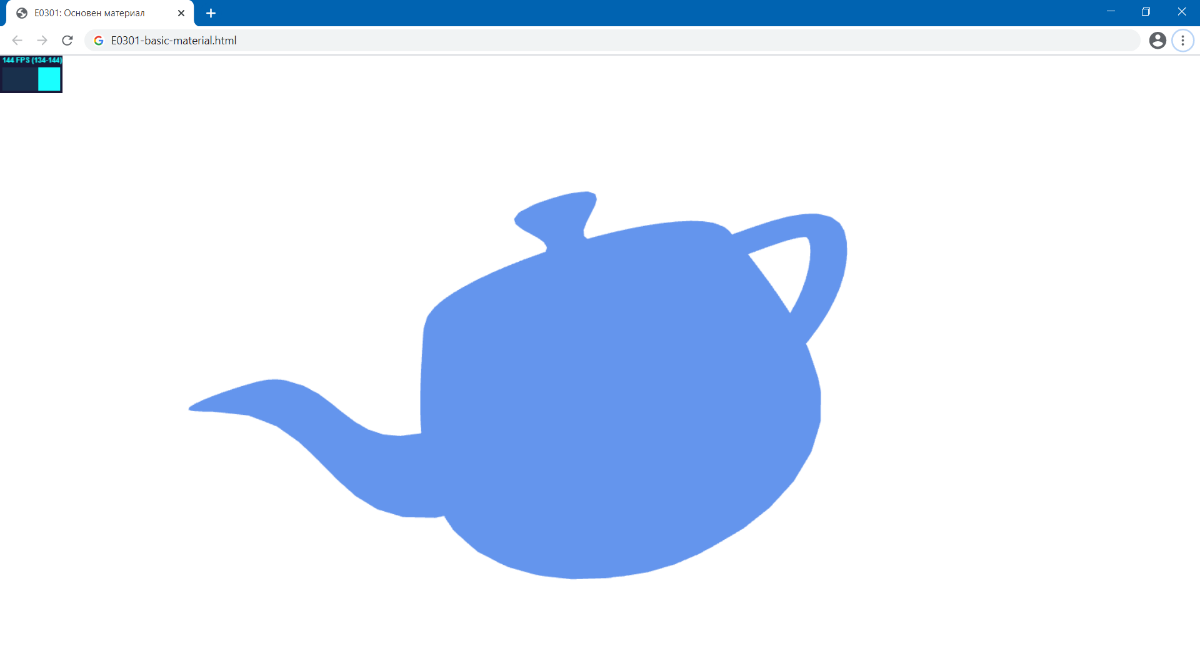 E0301: Основен материал
E0301-basic-material.html
144 FPS (134-144)